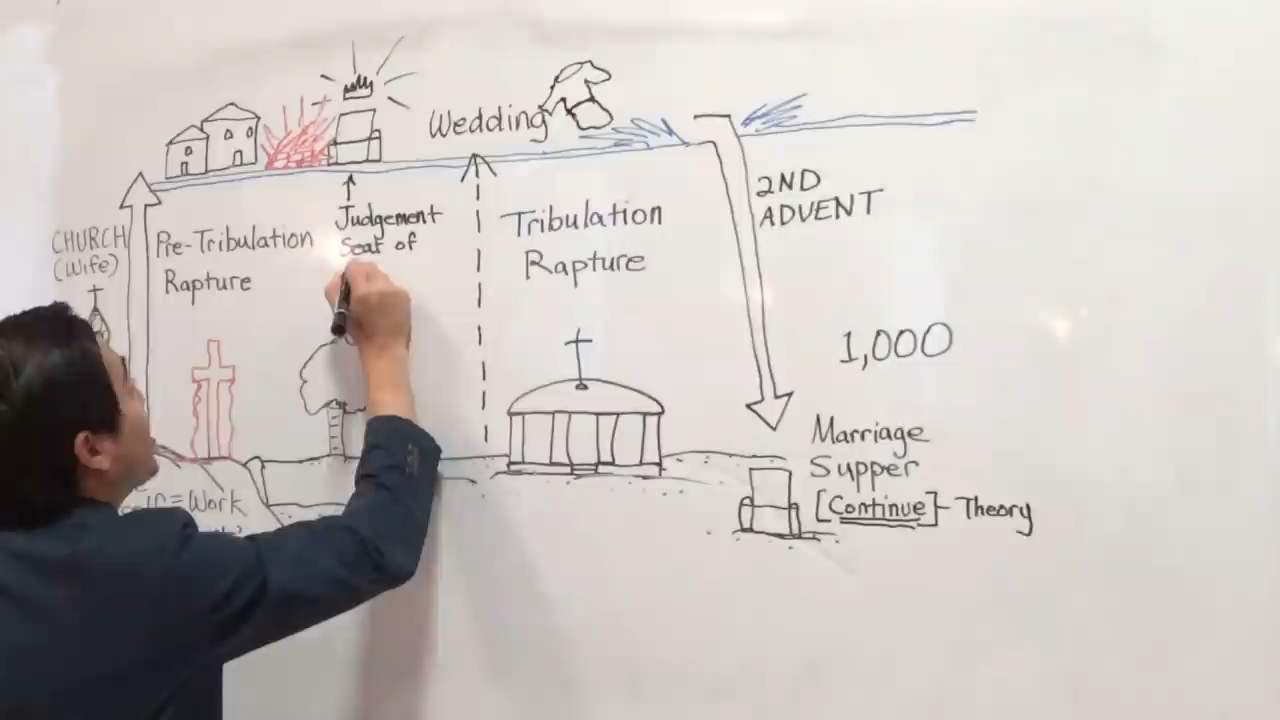 Wedding
2ND
ADVENT
CHURCH
(Wife)
Pre-Tribulation
Rapture
Judgement
Seat of
Tribulation
Rapture
1,000
Marriage
Supper
[Continue] - Theory
= Work